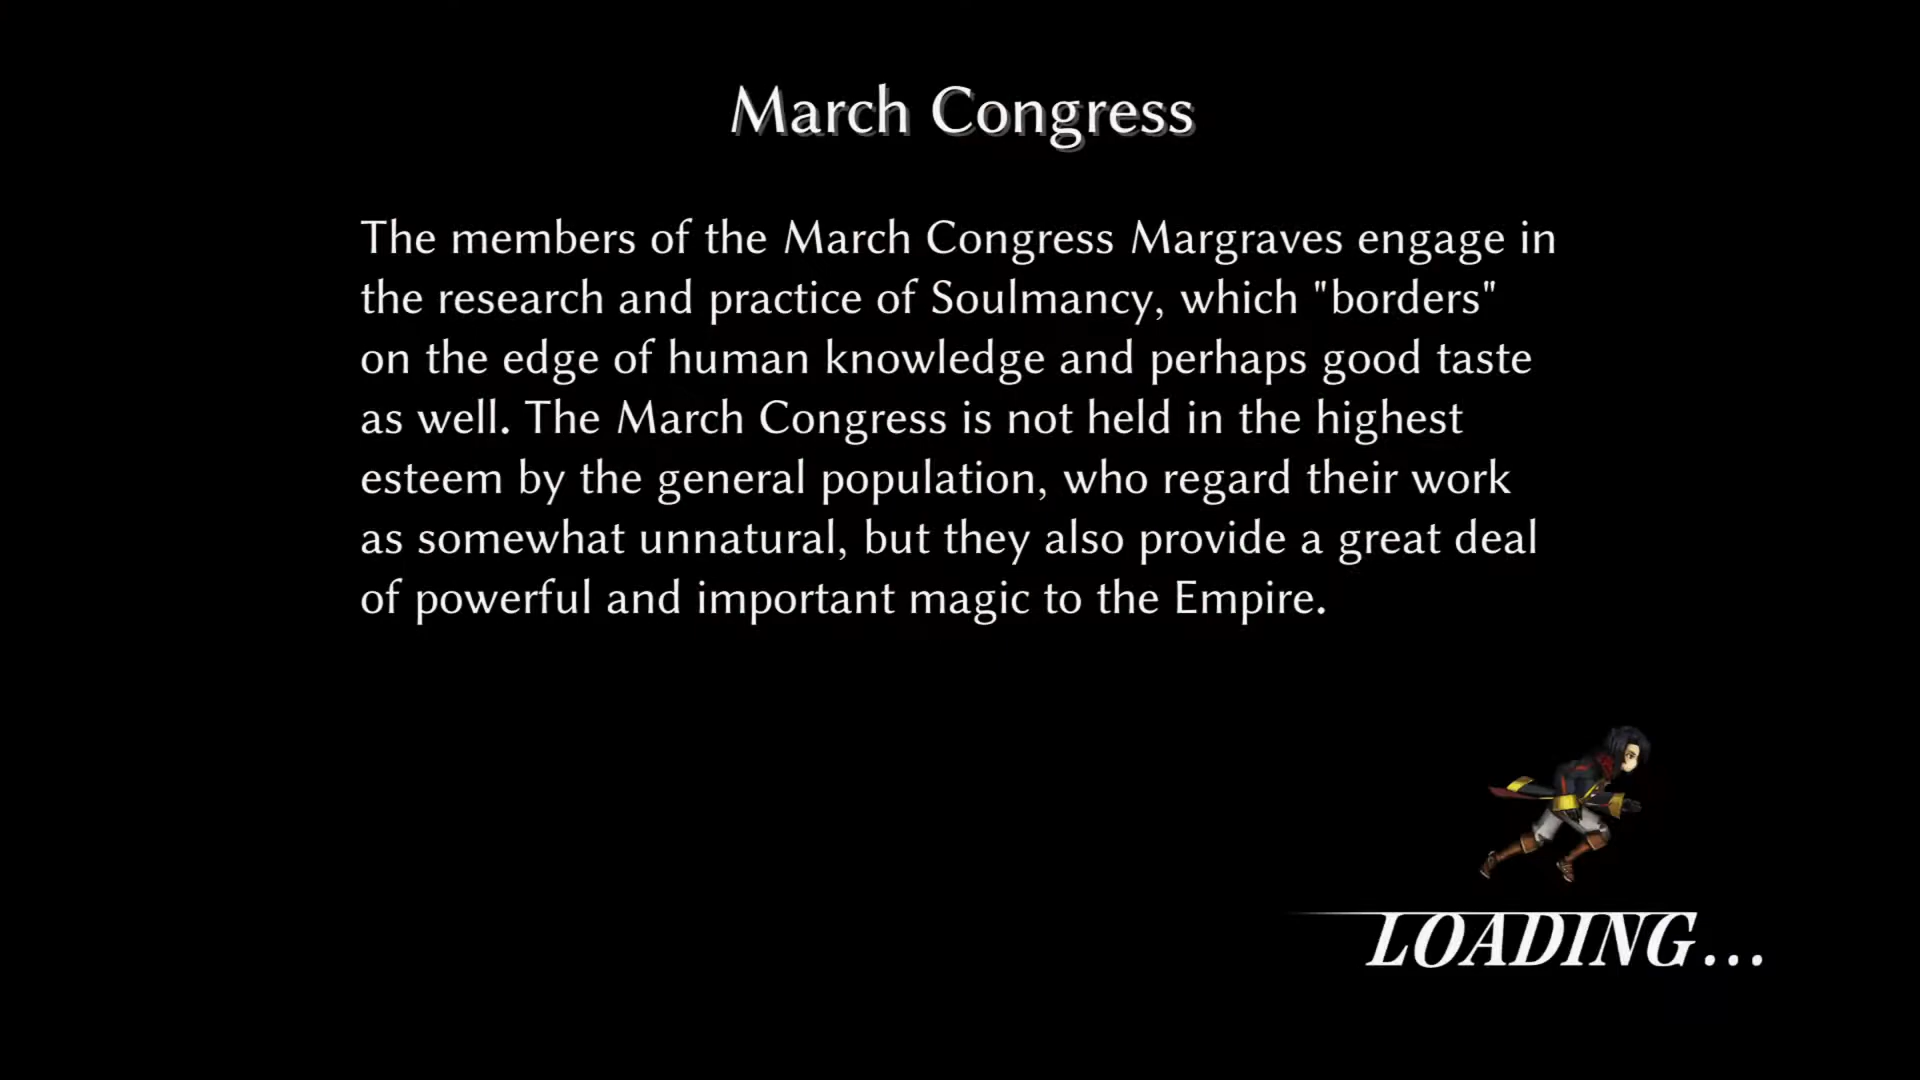 March Congress
The members of the March Congress Margraves engage in
the research and practice of Soulmancy, which "borders"
on the edge of human knowledge and perhaps good taste
as well. The March Congress is not held in the highest
esteem by the general population, who regard their work
as somewhat unnatural, but they also provide a great deal
of powerful and important magic to the Empire.
LOADING...